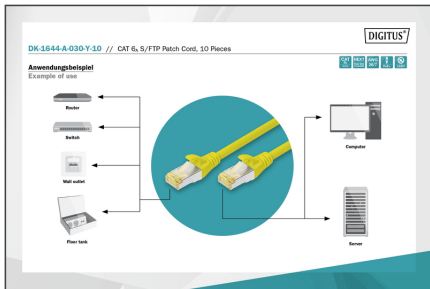 DIGITUS®
DK-1644-A-030-Y-10 // CAT 6A S/FTP Patch Cord, 10 Pieces
Anwendungsbeispiel
Example of use
Router
Switch
Wall outlet
Floor tank
Computer
Server